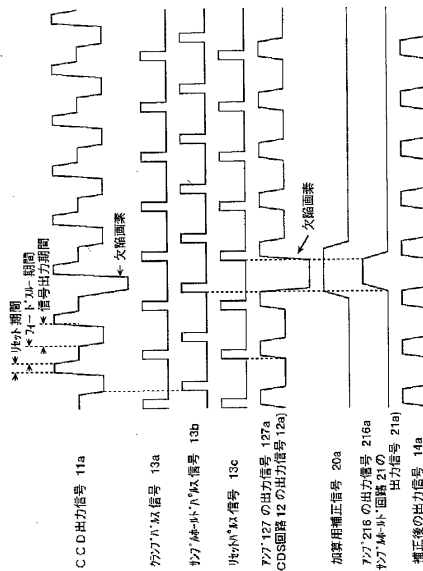 リセット期間
フィードスルー期間
信号出力期間
CCD出力信号 11a
欠陥画素
クランプパルス信号 13a
サンプルホールドパルス信号 13b
リセットパルス信号 13c
アンプ127の出力信号 127a
CDS回路12の出力信号12a)
欠陥画素
加算用補正信号 20a
アンプ216の出力信号 216a
サンプルホールド回路21の
出力信号 21a)
補正後の出力信号 14a